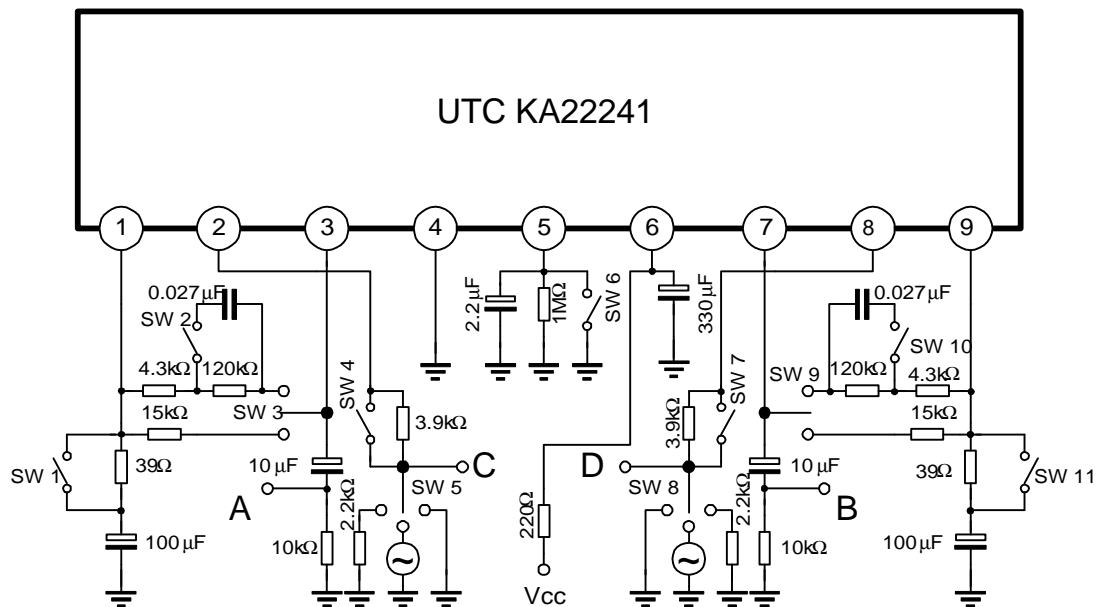 UTC KA22241
1 2 3 4 5 6 7 8 9
0.027µF
SW 2
4.3kΩ 120kΩ
15kΩ
SW 3
SW 1
39Ω
100µF
10µF
A
10kΩ
SW 4
3.9kΩ
C
SW 5
2.2kΩ
2.2µF
1MΩ
SW 6
330µF
220Ω
Vcc
SW 7
3.9kΩ
D
SW 8
2.2kΩ
0.027µF
SW 10
SW 9
120kΩ 4.3kΩ
15kΩ
10µF
B
10kΩ
39Ω
SW 11
100µF